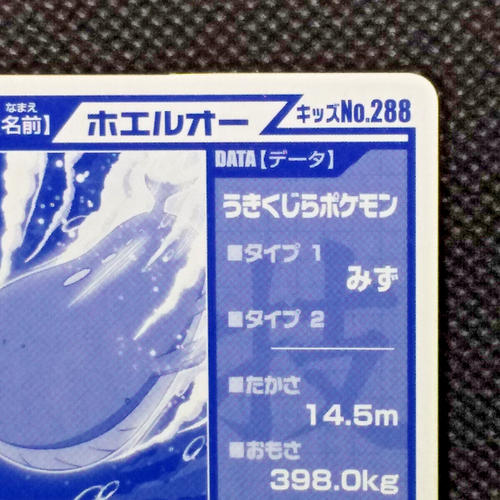 なまえ
名前】
ホエルオー
キッズNo.288
DATA【データ】
うきくじらポケモン
■タイプ 1
みず
■タイプ 2
■たかさ
14.5m
■おもさ
398.0kg
技